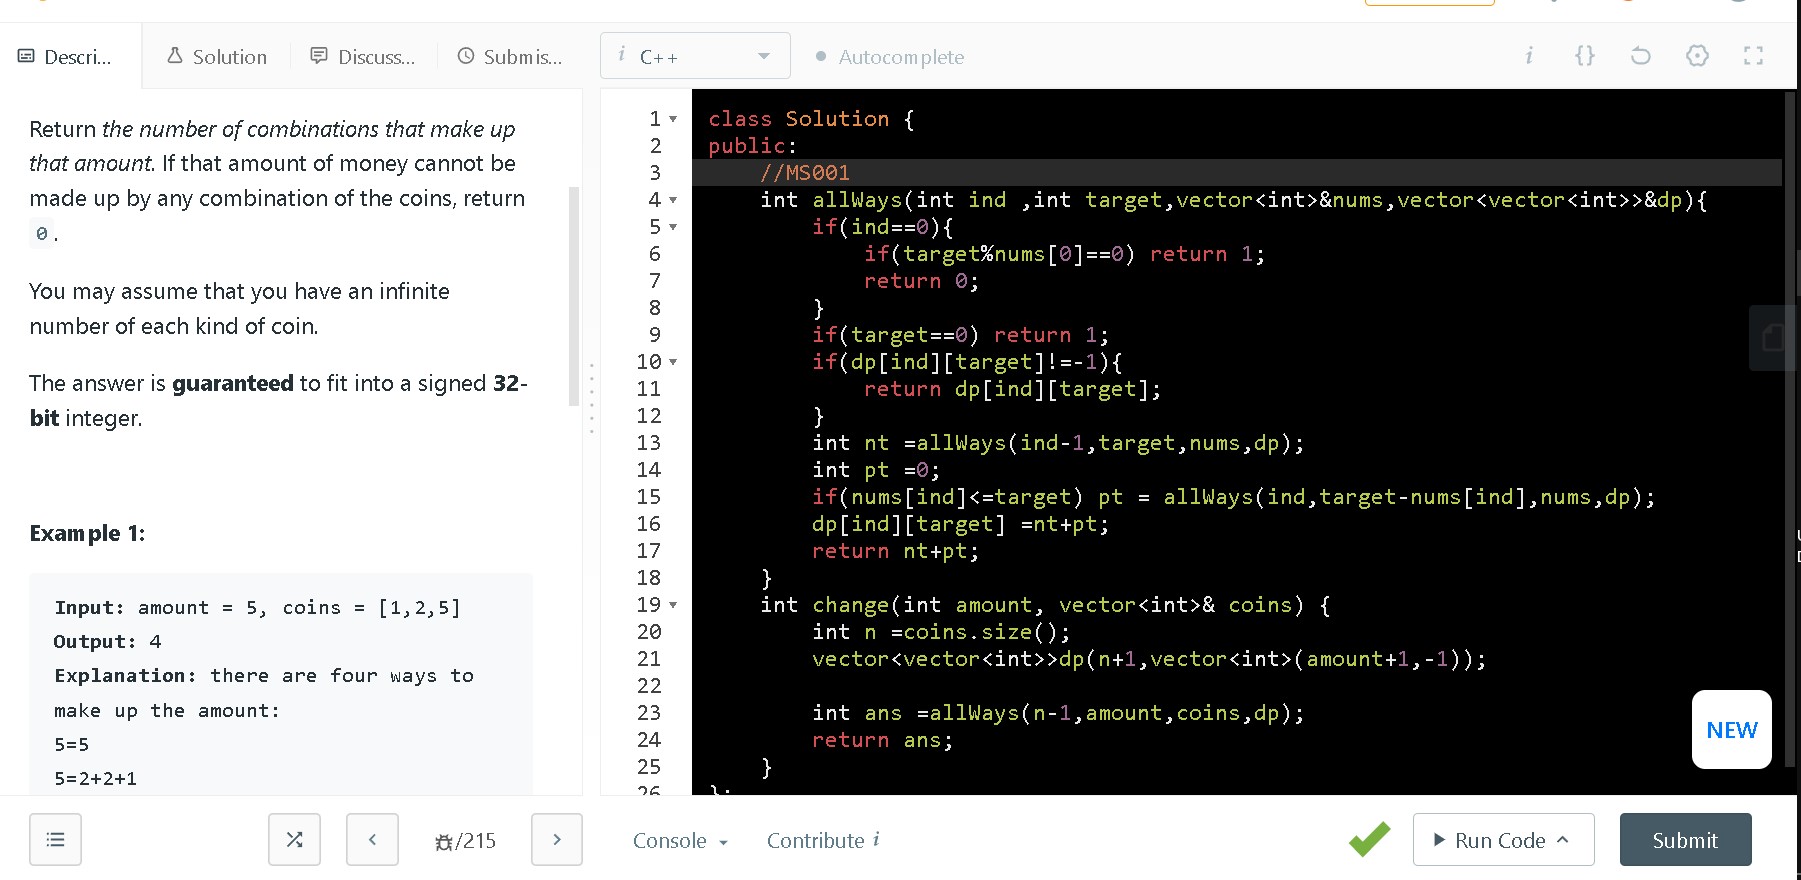 Descri...
Solution
Discuss...
Submis...
i C++
Autocomplete
i {}
Return the number of combinations that make up
that amount. If that amount of money cannot be
made up by any combination of the coins, return
0.
You may assume that you have an infinite
number of each kind of coin.
The answer is guaranteed to fit into a signed 32-
bit integer.
Example 1:
Input: amount = 5, coins = [1,2,5]
Output: 4
Explanation: there are four ways to
make up the amount:
5=5
5=2+2+1
1 class Solution {
2 public:
3     //MS001
4     int allWays(int ind ,int target,vector<int>&nums,vector<vector<int>>&dp){
5         if(ind==0){
6             if(target%nums[0]==0) return 1;
7             return 0;
8         }
9         if(target==0) return 1;
10         if(dp[ind][target]!=-1){
11             return dp[ind][target];
12         }
13         int nt =allWays(ind-1,target,nums,dp);
14         int pt =0;
15         if(nums[ind]<=target) pt = allWays(ind,target-nums[ind],nums,dp);
16         dp[ind][target] =nt+pt;
17         return nt+pt;
18     }
19     int change(int amount, vector<int>& coins) {
20         int n =coins.size();
21         vector<vector<int>>dp(n+1,vector<int>(amount+1,-1));
22
23         int ans =allWays(n-1,amount,coins,dp);
24         return ans;
25     }
26 };
NEW
/215
Console
Contribute i
Run Code
Submit